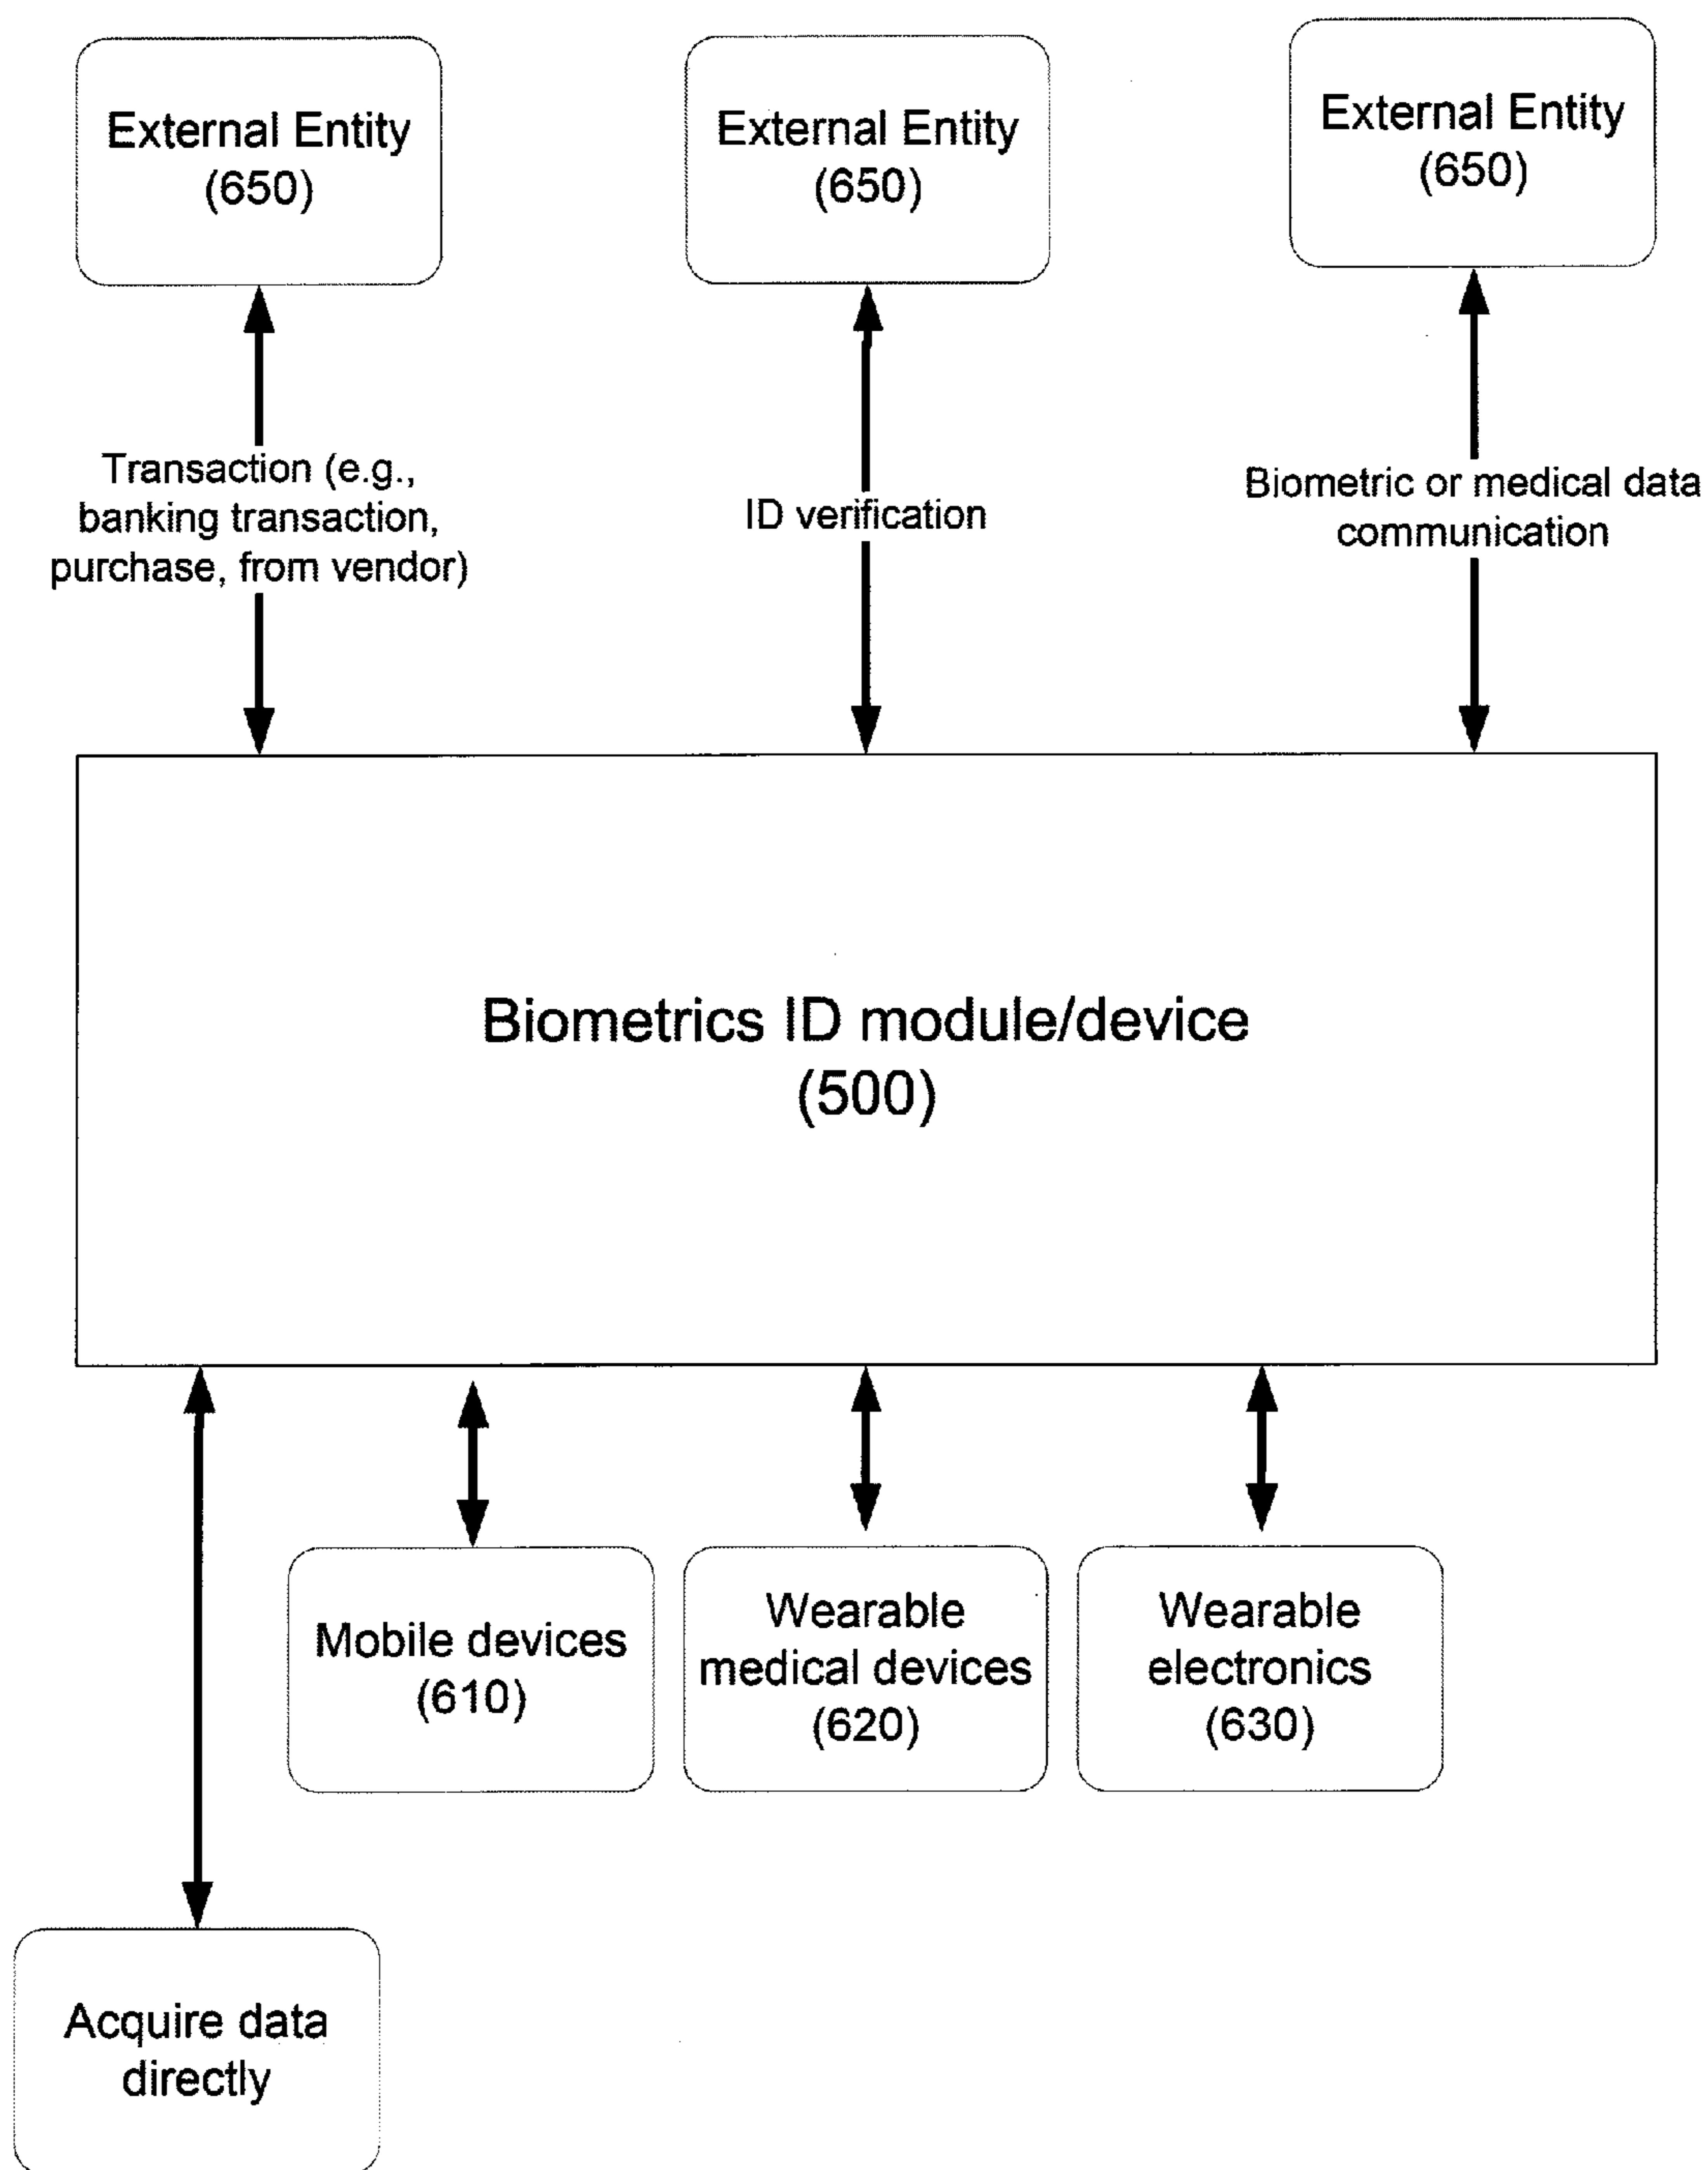 External Entity
(650)
External Entity
(650)
External Entity
(650)
Transaction (e.g.,
banking transaction,
purchase, from vendor)
ID verification
Biometric or medical data
communication
Biometrics ID module/device
(500)
Mobile devices
(610)
Wearable
medical devices
(620)
Wearable
electronics
(630)
Acquire data
directly